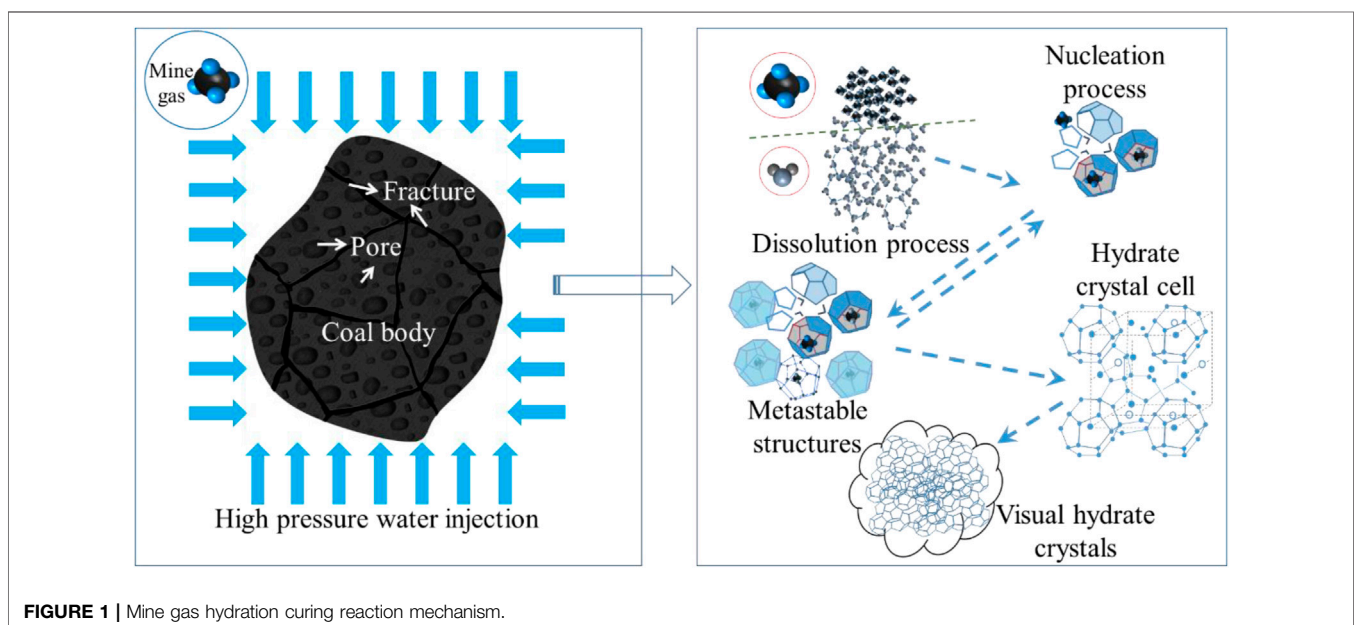 Mine
gas
Fracture
Pore
Coal body
High pressure water injection
Nucleation
process
Dissolution process
Hydrate
crystal cell
Metastable
structures
Visual hydrate
crystals
FIGURE 1 | Mine gas hydration curing reaction mechanism.